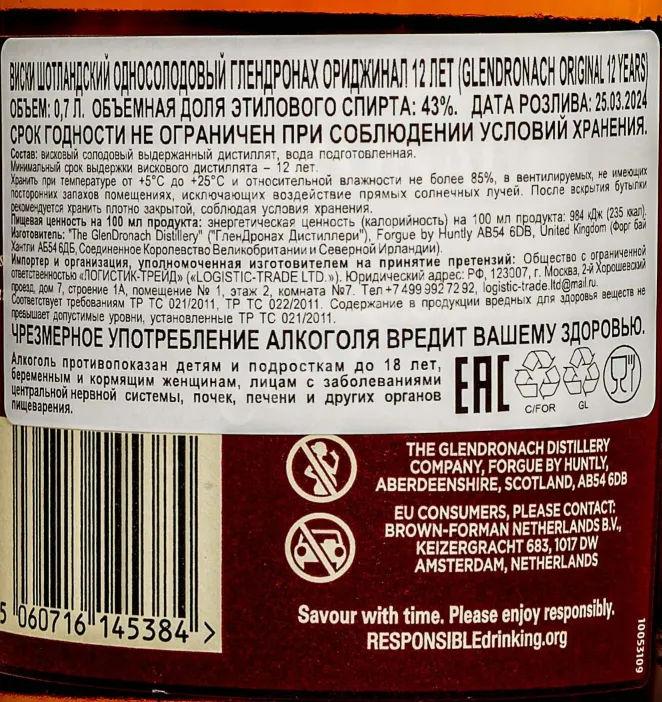 ВИСКИ ШОТЛАНДСКИЙ ОДНОСОЛОДОВЫЙ ГЛЕНДРОНАХ ОРИДЖИНАЛ 12 ЛЕТ (GLENDRONACH ORIGINAL 12 YEARS)
ОБЪЕМ: 0,7 Л. ОБЪЕМНАЯ ДОЛЯ ЭТИЛОВОГО СПИРТА: 43%. ДАТА РОЗЛИВА: 25.03.2024
СРОК ГОДНОСТИ НЕ ОГРАНИЧЕН ПРИ СОБЛЮДЕНИИ УСЛОВИЙ ХРАНЕНИЯ.
Состав: висковый солодовый выдержанный дистиллят, вода подготовленная.
Минимальный срок выдержки вискового дистиллята – 12 лет.
Хранить при температуре от +5°С до +25°С и относительной влажности не более 85%, в вентилируемых, не имеющих
посторонних запахов помещениях, исключающих воздействие прямых солнечных лучей. После вскрытия бутылки
рекомендуется хранить плотно закрытой, соблюдая условия хранения.
Пищевая ценность на 100 мл продукта: энергетическая ценность (калорийность) на 100 мл продукта: 984 кДж (235 ккал).
Изготовитель: "The GlenDronach Distillery" ("ГленДронах Дистиллери"), Forgue by Huntly AB54 6DB, United Kingdom (Форг бай
Хантли АБ54 6ДБ, Соединенное Королевство Великобритании и Северной Ирландии).
Импортер и организация, уполномоченная изготовителем на принятие претензий: Общество с ограниченной
ответственностью «ЛОГИСТИК-ТРЕЙД» («LOGISTIC-TRADE LTD.»). Юридический адрес: РФ, 123007, г. Москва, 2-й Хорошевский
проезд, дом 7, строение 1А, помещение № 1, этаж 2, комната №7. Тел +7 499 992 72 92, logistic-trade.ltd@mail.ru.
Соответствует требованиям ТР ТС 021/2011, ТР ТС 022/2011. Содержание в продукции вредных для здоровья веществ не
превышает допустимые уровни, установленные ТР ТС 021/2011.
ЧРЕЗМЕРНОЕ УПОТРЕБЛЕНИЕ АЛКОГОЛЯ ВРЕДИТ ВАШЕМУ ЗДОРОВЬЮ.
Алкоголь противопоказан детям и подросткам до 18 лет,
беременным и кормящим женщинам, лицам с заболеваниями
центральной нервной системы, почек, печени и других органов
пищеварения.
EAC
C/FOR GL
THE GLENDRONACH DISTILLERY
COMPANY, FORGUE BY HUNTLY,
ABERDEENSHIRE, SCOTLAND, AB54 6DB
EU CONSUMERS, PLEASE CONTACT:
BROWN-FORMAN NETHERLANDS B.V.,
KEIZERGRACHT 683, 1017 DW
AMSTERDAM, NETHERLANDS
5 060716 145384 >
Savour with time. Please enjoy responsibly.
RESPONSIBLEdrinking.org
10053109